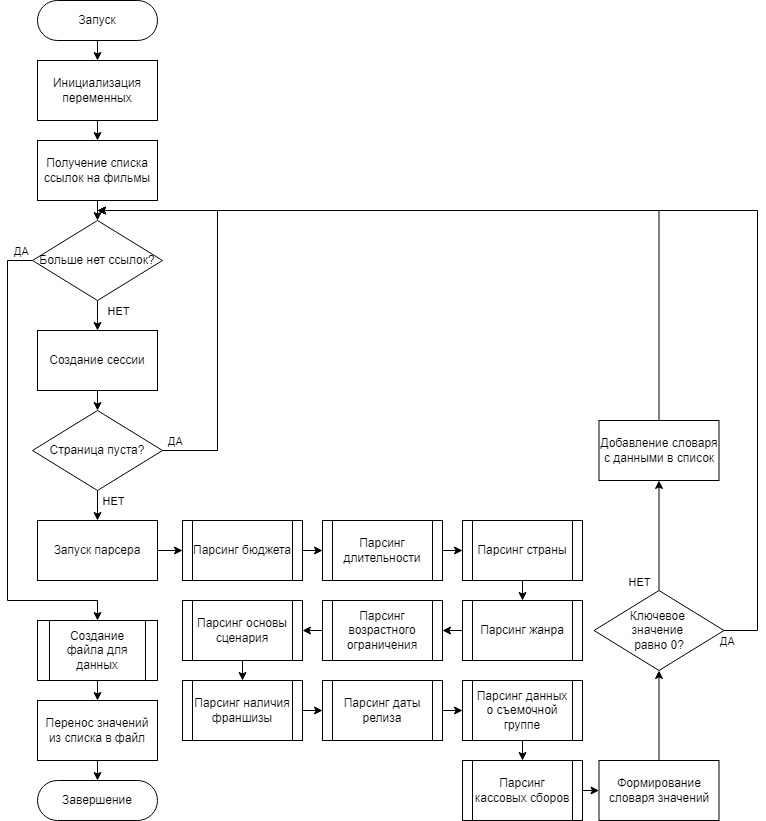 Запуск
Инициализация
переменных
Получение списка
ссылок на фильмы
ДА
Больше нет ссылок?
НЕТ
Создание сессии
Страница пуста?
ДА
НЕТ
Запуск парсера
Парсинг бюджета
Парсинг
длительности
Парсинг страны
Парсинг жанра
Парсинг
возрастного
ограничения
Парсинг основы
сценария
Парсинг наличия
франшизы
Парсинг даты
релиза
Парсинг данных
о съемочной
группе
Парсинг
кассовых сборов
Формирование
словаря значений
Ключевое
значение
равно 0?
ДА
НЕТ
Добавление словаря
с данными в список
Создание
файла для
данных
Перенос значений
из списка в файл
Завершение